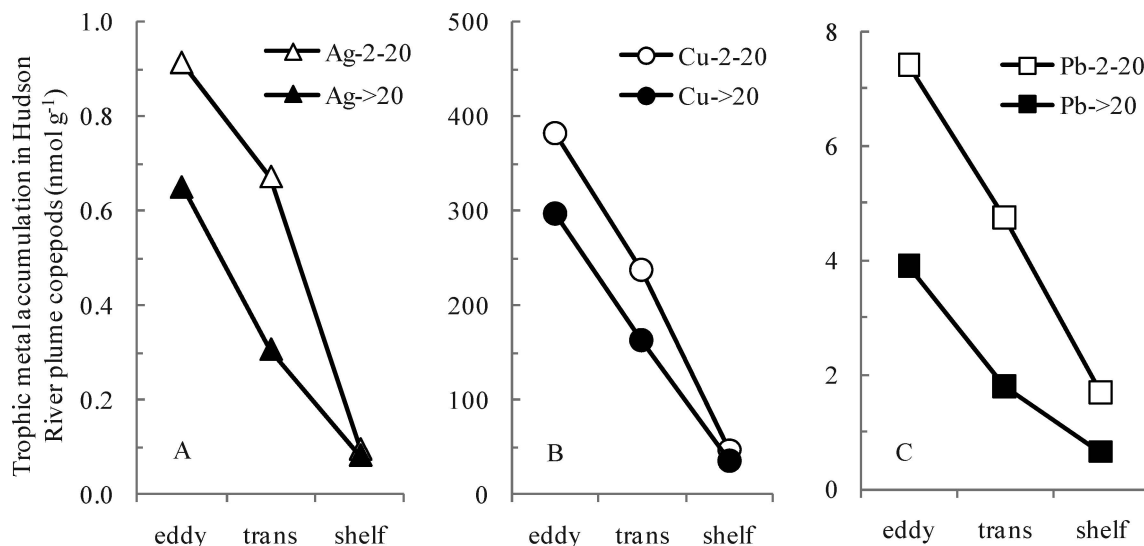 Trophic metal accumulation in Hudson
River plume copepods (nmol g-1)
1.0
0.8
0.6
0.4
0.2
0.0
Ag-2-20
Ag->20
A
eddy trans shelf
500
400
300
200
100
0
Cu-2-20
Cu->20
B
eddy trans shelf
8
6
4
2
0
Pb-2-20
Pb->20
C
eddy trans shelf